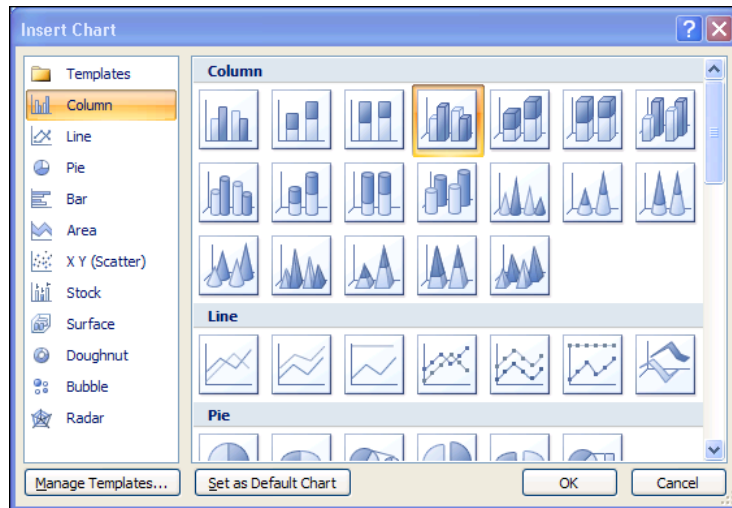 Insert Chart
Templates
Column
Line
Pie
Bar
Area
X Y (Scatter)
Stock
Surface
Doughnut
Bubble
Radar
Column
Line
Pie
Manage Templates...
Set as Default Chart
OK
Cancel